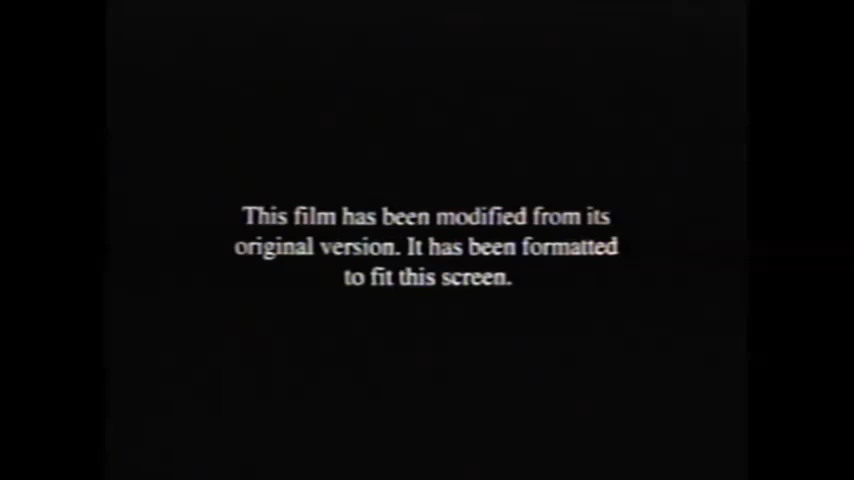 This film has been modified from its
original version. It has been formatted
to fit this screen.